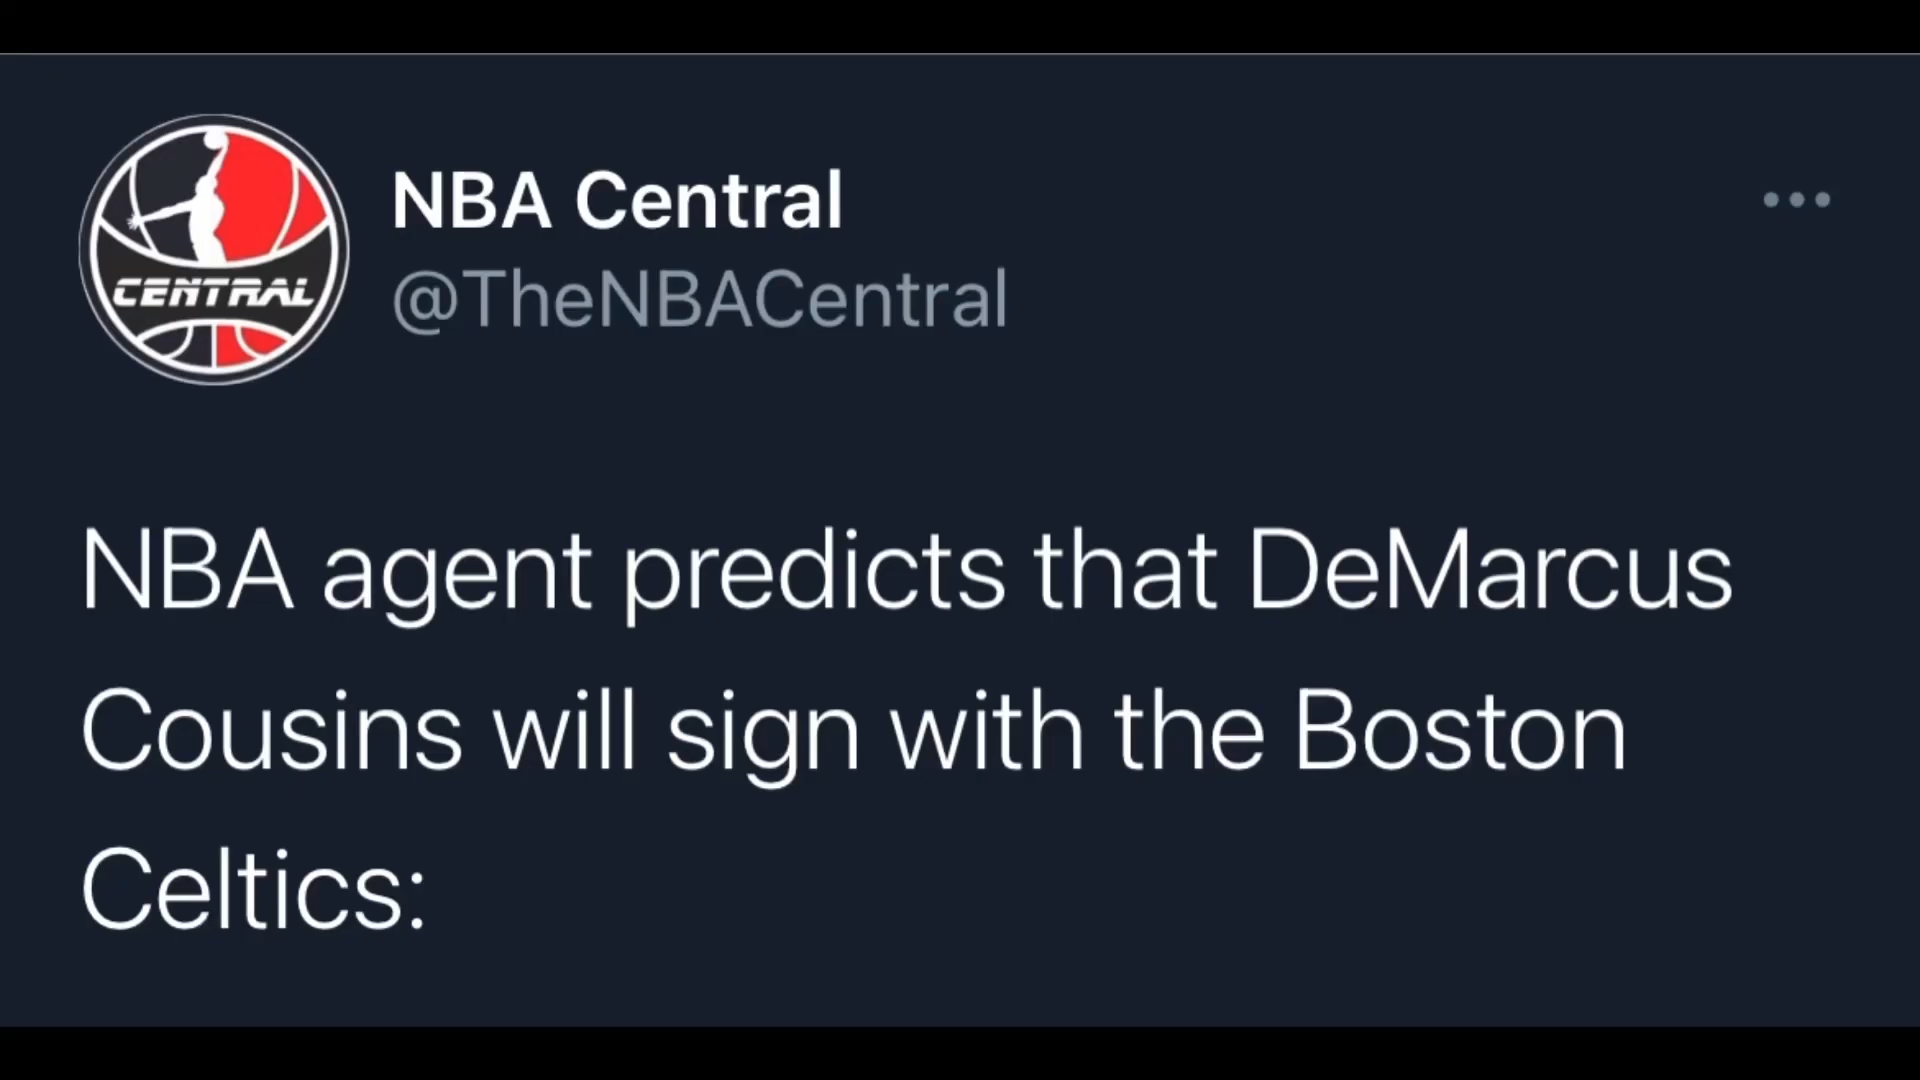 CENTRAL
NBA Central
@TheNBACentral
NBA agent predicts that DeMarcus
Cousins will sign with the Boston
Celtics: